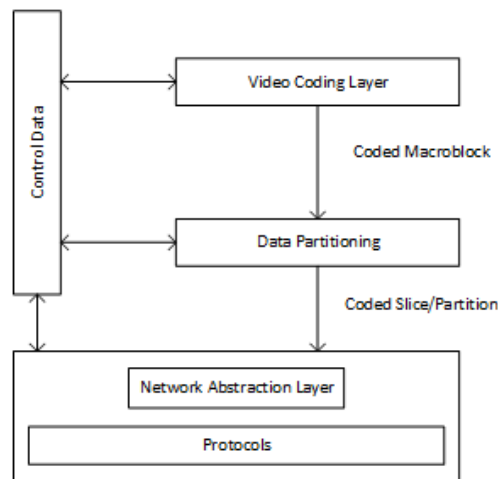 Video Coding Layer
Control Data
Coded Macroblock
Data Partitioning
Coded Slice/Partition
Network Abstraction Layer
Protocols